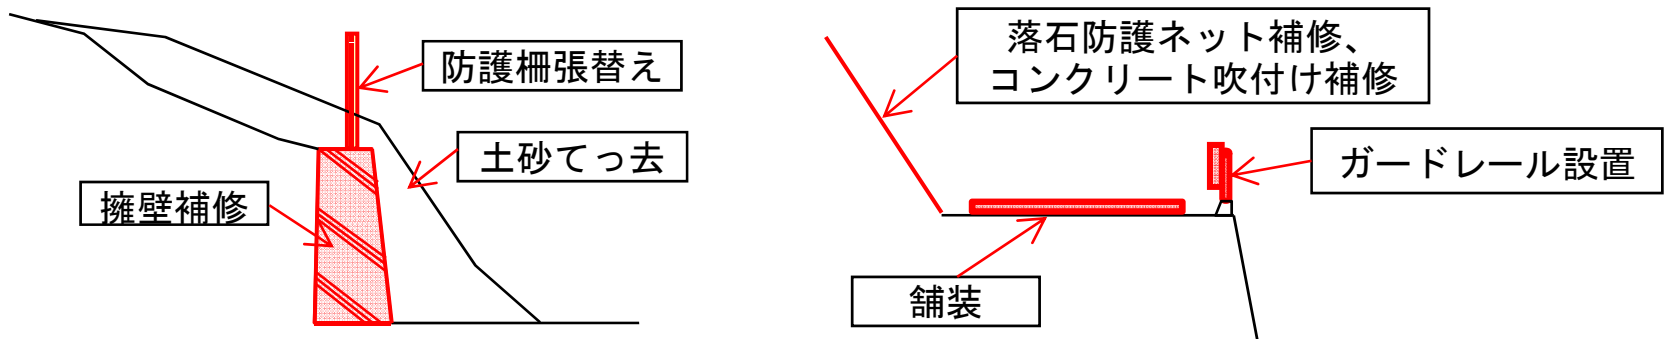 防護柵張替え
土砂てっ去
擁壁補修
落石防護ネット補修、
コンクリート吹付け補修
ガードレール設置
舗装